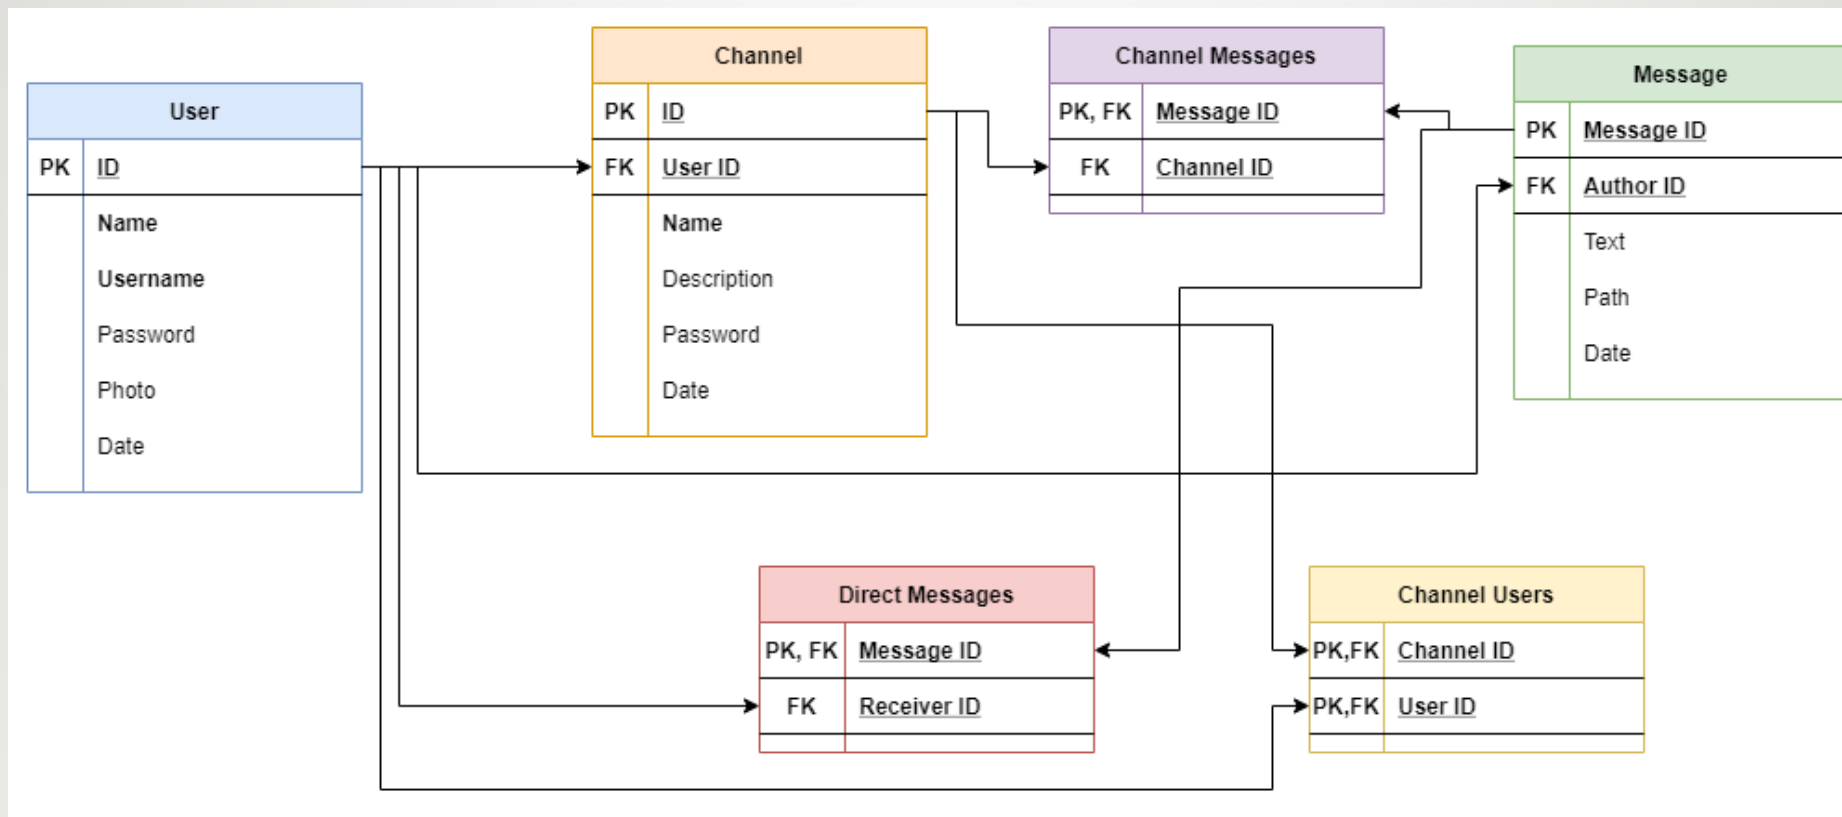 User
PK ID
Name
Username
Password
Photo
Date
Channel
PK ID
FK User ID
Name
Description
Password
Date
Channel Messages
PK, FK Message ID
FK Channel ID
Message
PK Message ID
FK Author ID
Text
Path
Date
Direct Messages
PK, FK Message ID
FK Receiver ID
Channel Users
PK,FK Channel ID
PK,FK User ID